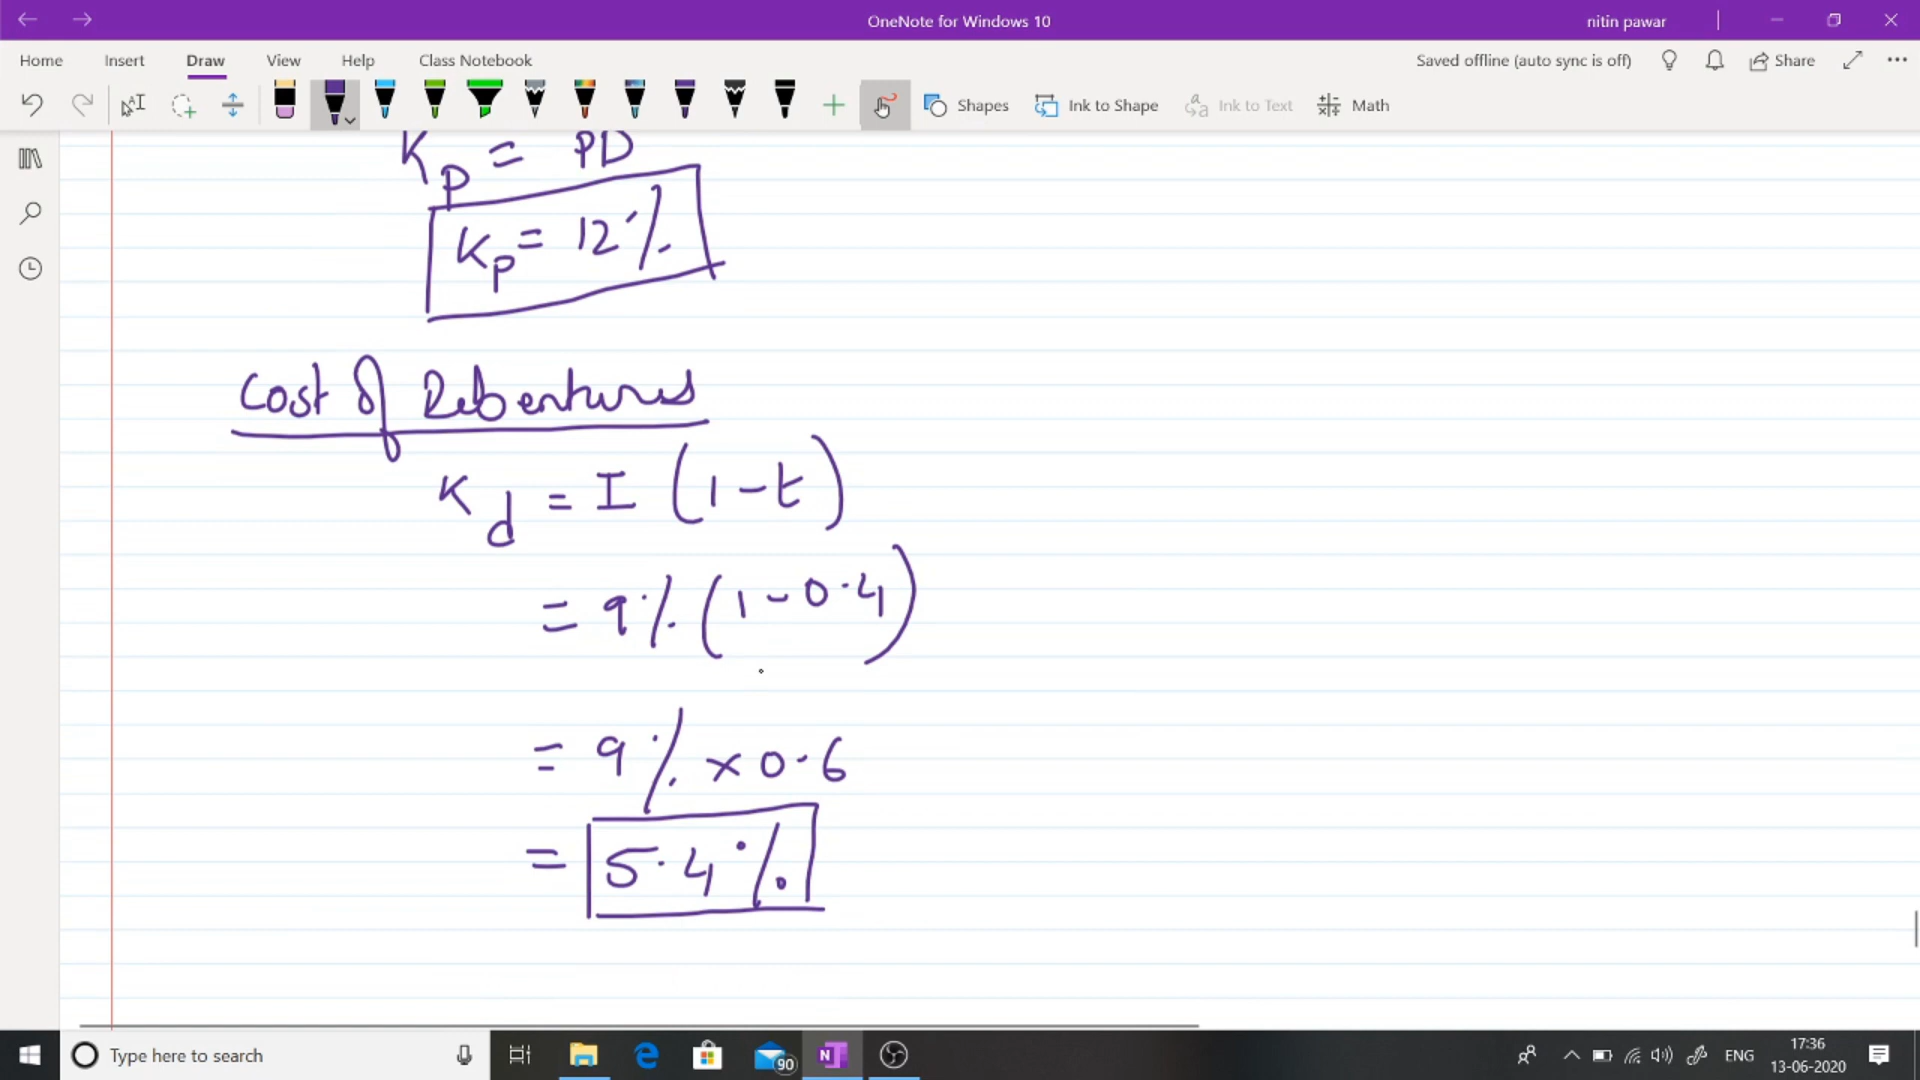 OneNote for Windows 10
nitin pawar
Home Insert Draw View Help Class Notebook
Saved offline (auto sync is off)
Share
Shapes Ink to Shape Ink to Text Math
Kp = PD
Kp = 12%
Cost of Debentures
Kd = I (1-t)
= 9% (1-0.4)
= 9% x 0.6
= 5.4%
Type here to search
90
ENG
17:36
13-06-2020